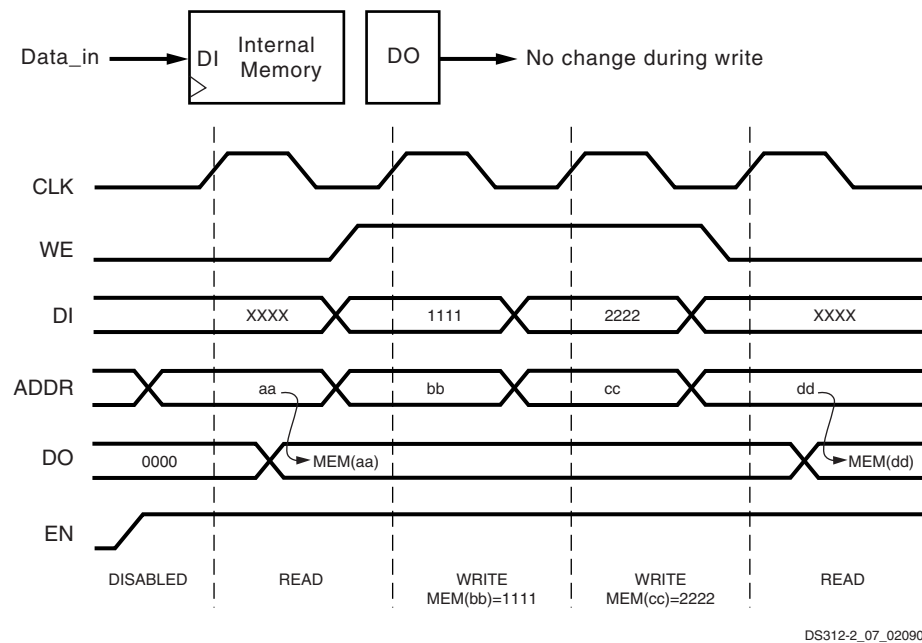 Data_in DI Internal Memory DO No change during write
CLK
WE
DI XXXX 1111 2222 XXXX
ADDR aa bb cc dd
DO 0000 MEM(aa) MEM(dd)
EN
DISABLED READ WRITE MEM(bb)=1111 WRITE MEM(cc)=2222 READ
DS312-2_07_02090